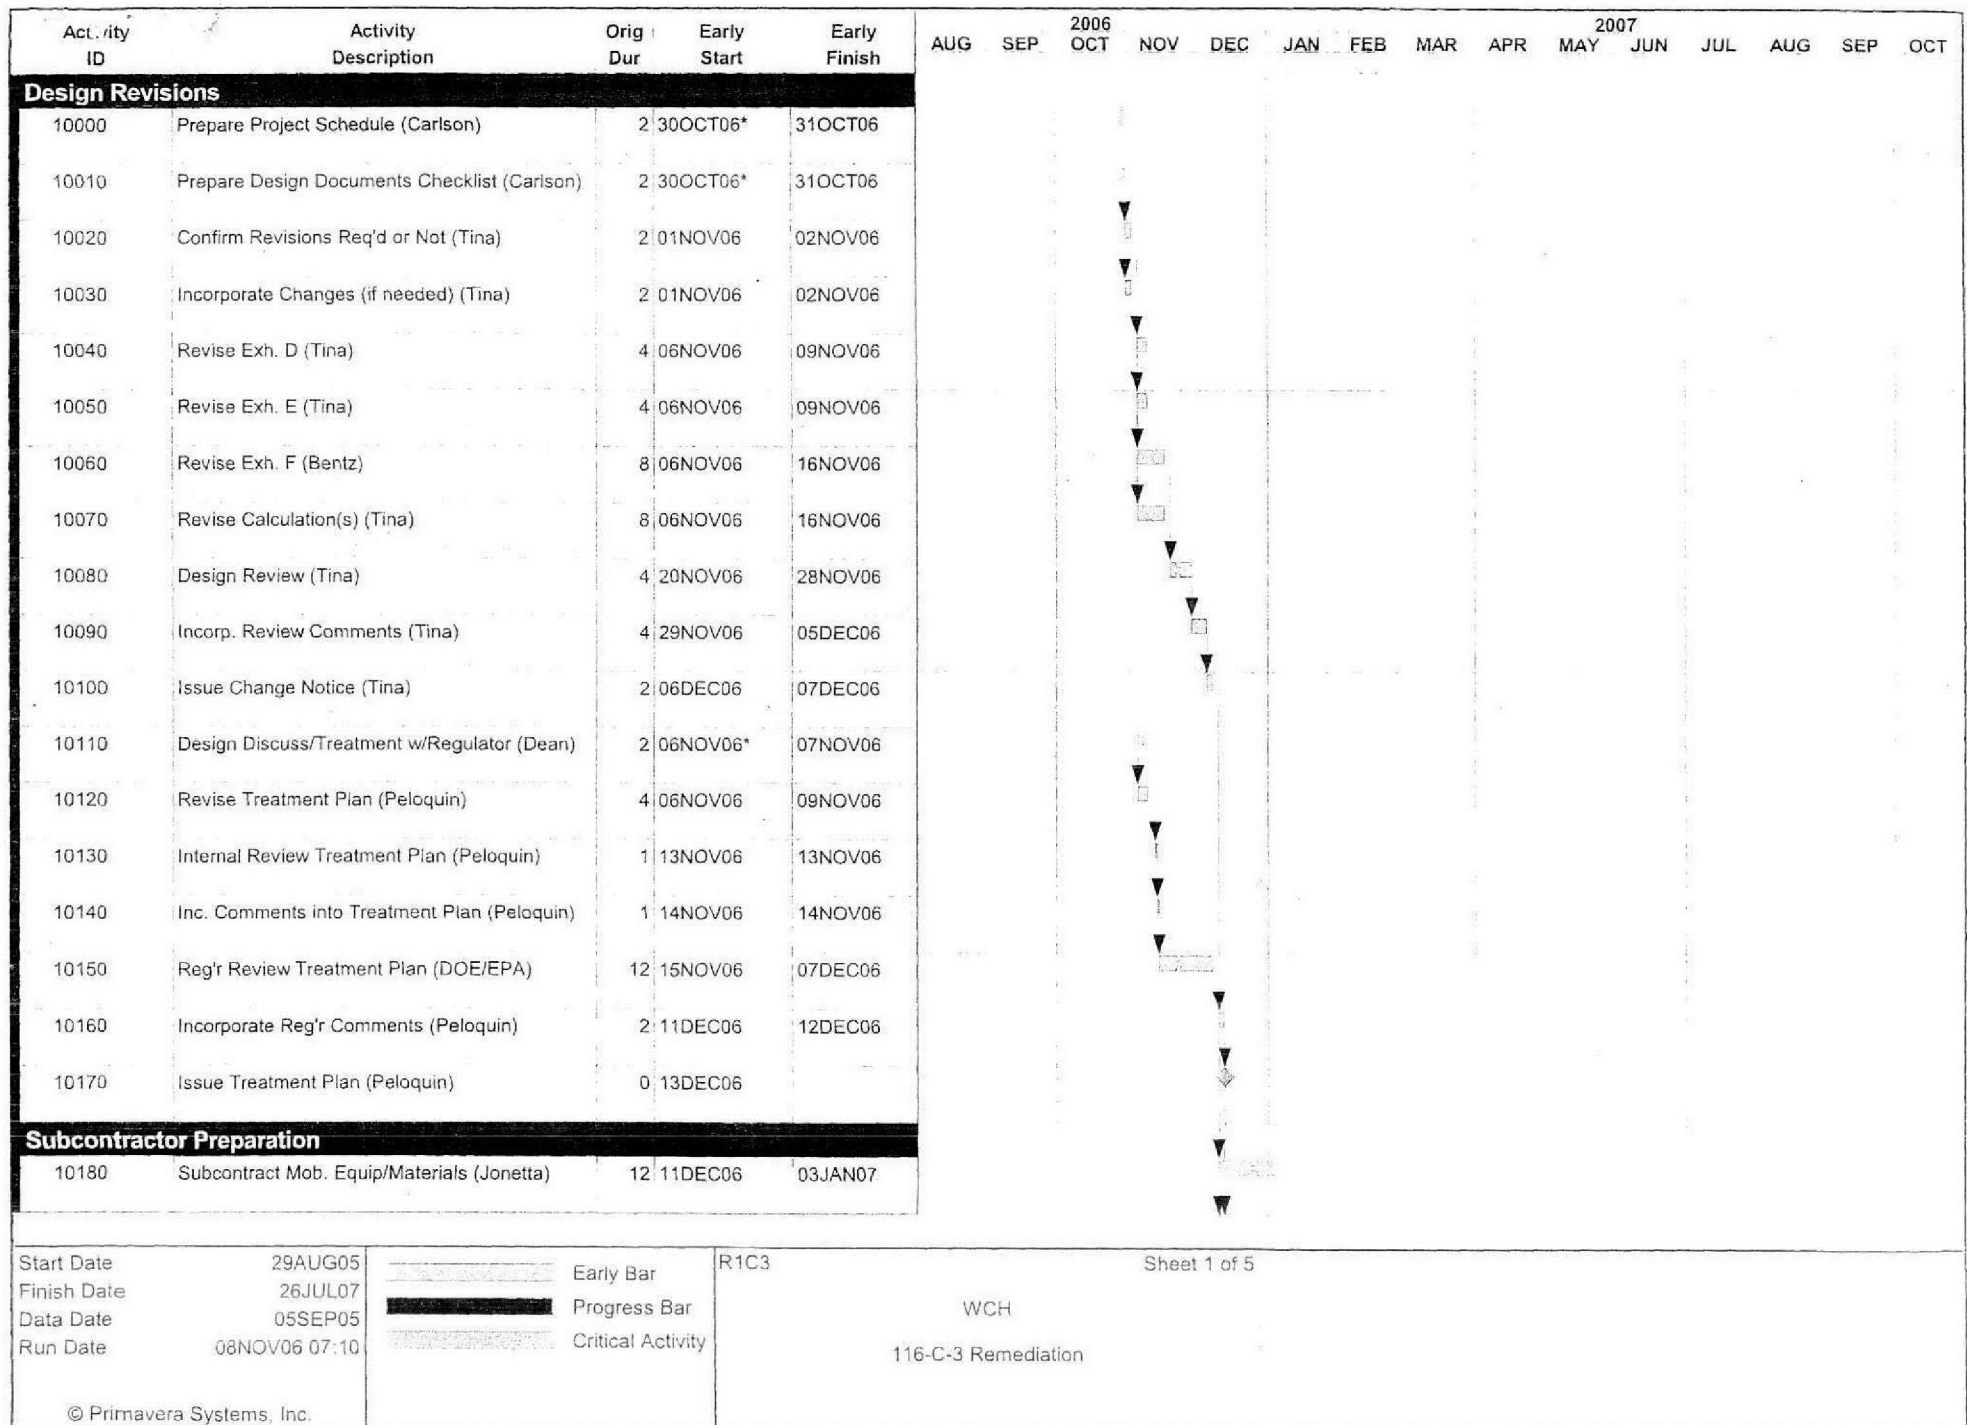 Activity Activity Orig Early Early
ID Description Dur Start Finish
2006 2007
AUG SEP OCT NOV DEC JAN FEB MAR APR MAY JUN JUL AUG SEP OCT
Design Revisions
10000 Prepare Project Schedule (Carlson) 2 30OCT06* 31OCT06
10010 Prepare Design Documents Checklist (Carlson) 2 30OCT06* 31OCT06
10020 Confirm Revisions Req'd or Not (Tina) 2 01NOV06 02NOV06
10030 Incorporate Changes (if needed) (Tina) 2 01NOV06 02NOV06
10040 Revise Exh. D (Tina) 4 06NOV06 09NOV06
10050 Revise Exh. E (Tina) 4 06NOV06 09NOV06
10060 Revise Exh. F (Bentz) 8 06NOV06 16NOV06
10070 Revise Calculation(s) (Tina) 8 06NOV06 16NOV06
10080 Design Review (Tina) 4 20NOV06 28NOV06
10090 Incorp. Review Comments (Tina) 4 29NOV06 05DEC06
10100 Issue Change Notice (Tina) 2 06DEC06 07DEC06
10110 Design Discuss/Treatment w/Regulator (Dean) 2 06NOV06* 07NOV06
10120 Revise Treatment Plan (Peloquin) 4 06NOV06 09NOV06
10130 Internal Review Treatment Plan (Peloquin) 1 13NOV06 13NOV06
10140 Inc. Comments into Treatment Plan (Peloquin) 1 14NOV06 14NOV06
10150 Reg'r Review Treatment Plan (DOE/EPA) 12 15NOV06 07DEC06
10160 Incorporate Reg'r Comments (Peloquin) 2 11DEC06 12DEC06
10170 Issue Treatment Plan (Peloquin) 0 13DEC06
Subcontractor Preparation
10180 Subcontract Mob. Equip/Materials (Jonetta) 12 11DEC06 03JAN07
Start Date 29AUG05
Finish Date 26JUL07
Data Date 05SEP05
Run Date 08NOV06 07:10
© Primavera Systems, Inc.
Early Bar
Progress Bar
Critical Activity
R1C3
Sheet 1 of 5
WCH
116-C-3 Remediation